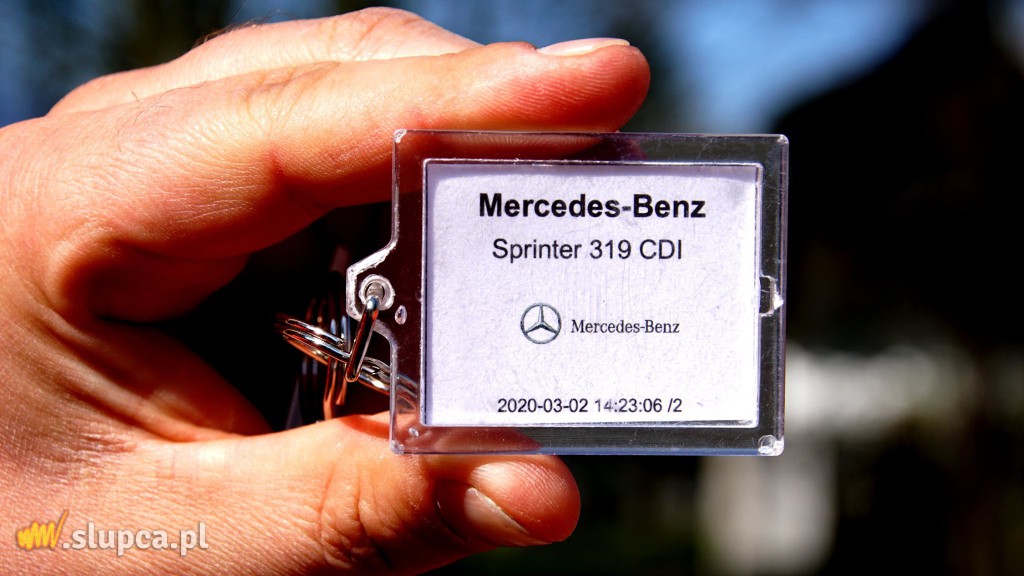 Mercedes-Benz
Sprinter 319 CDI
Mercedes-Benz
2020-03-02 14:23:06 /2
www.slupca.pl